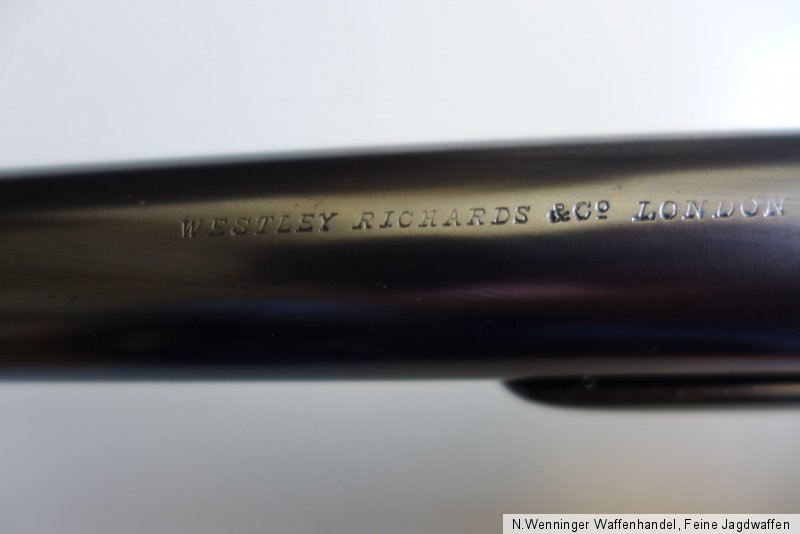 WESTLEY RICHARDS & Cº LONDON
N.Wenninger Waffenhandel, Feine Jagdwaffen